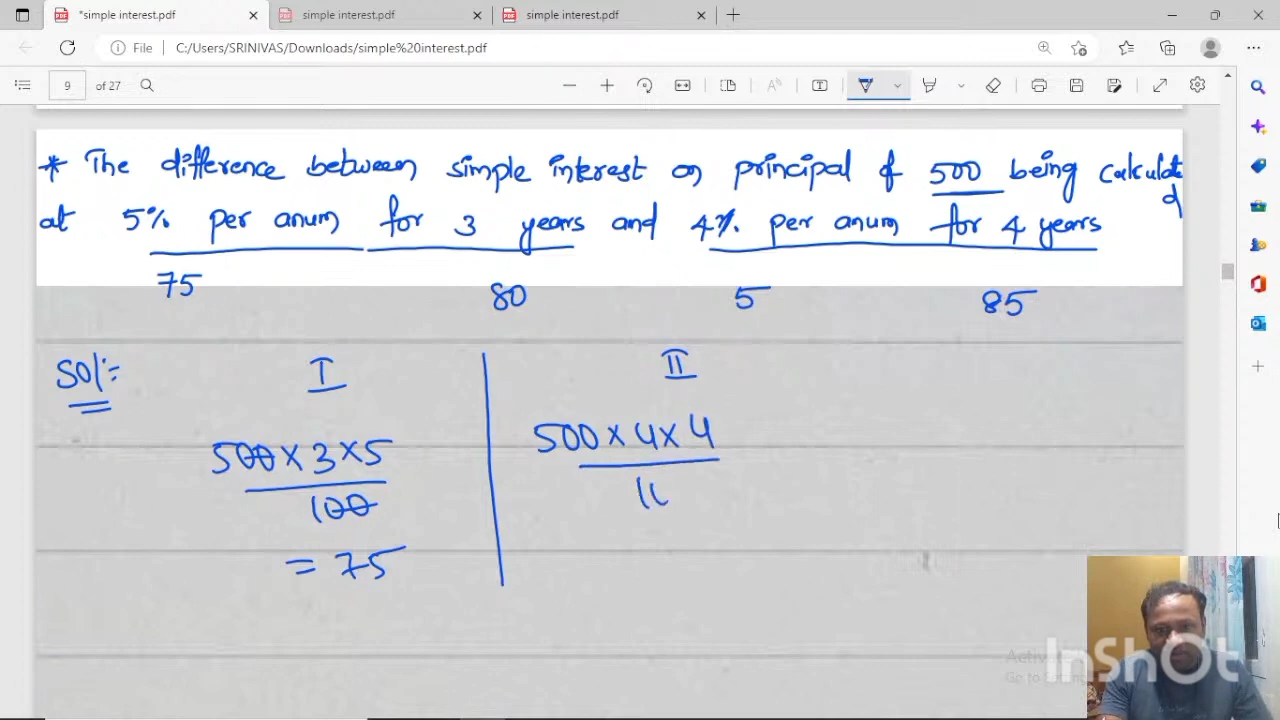 *simple interest.pdf
simple interest.pdf
simple interest.pdf
File
C:/Users/SRINIVAS/Downloads/simple%20interest.pdf
9 of 27
* The difference between simple interest on principal of 500 being calculated
at 5% per anum for 3 years and 4% per anum for 4 years
75 80 5 85
Sol:-
I
II
500 × 3 × 5
100
= 75
500 × 4 × 4
InShOt